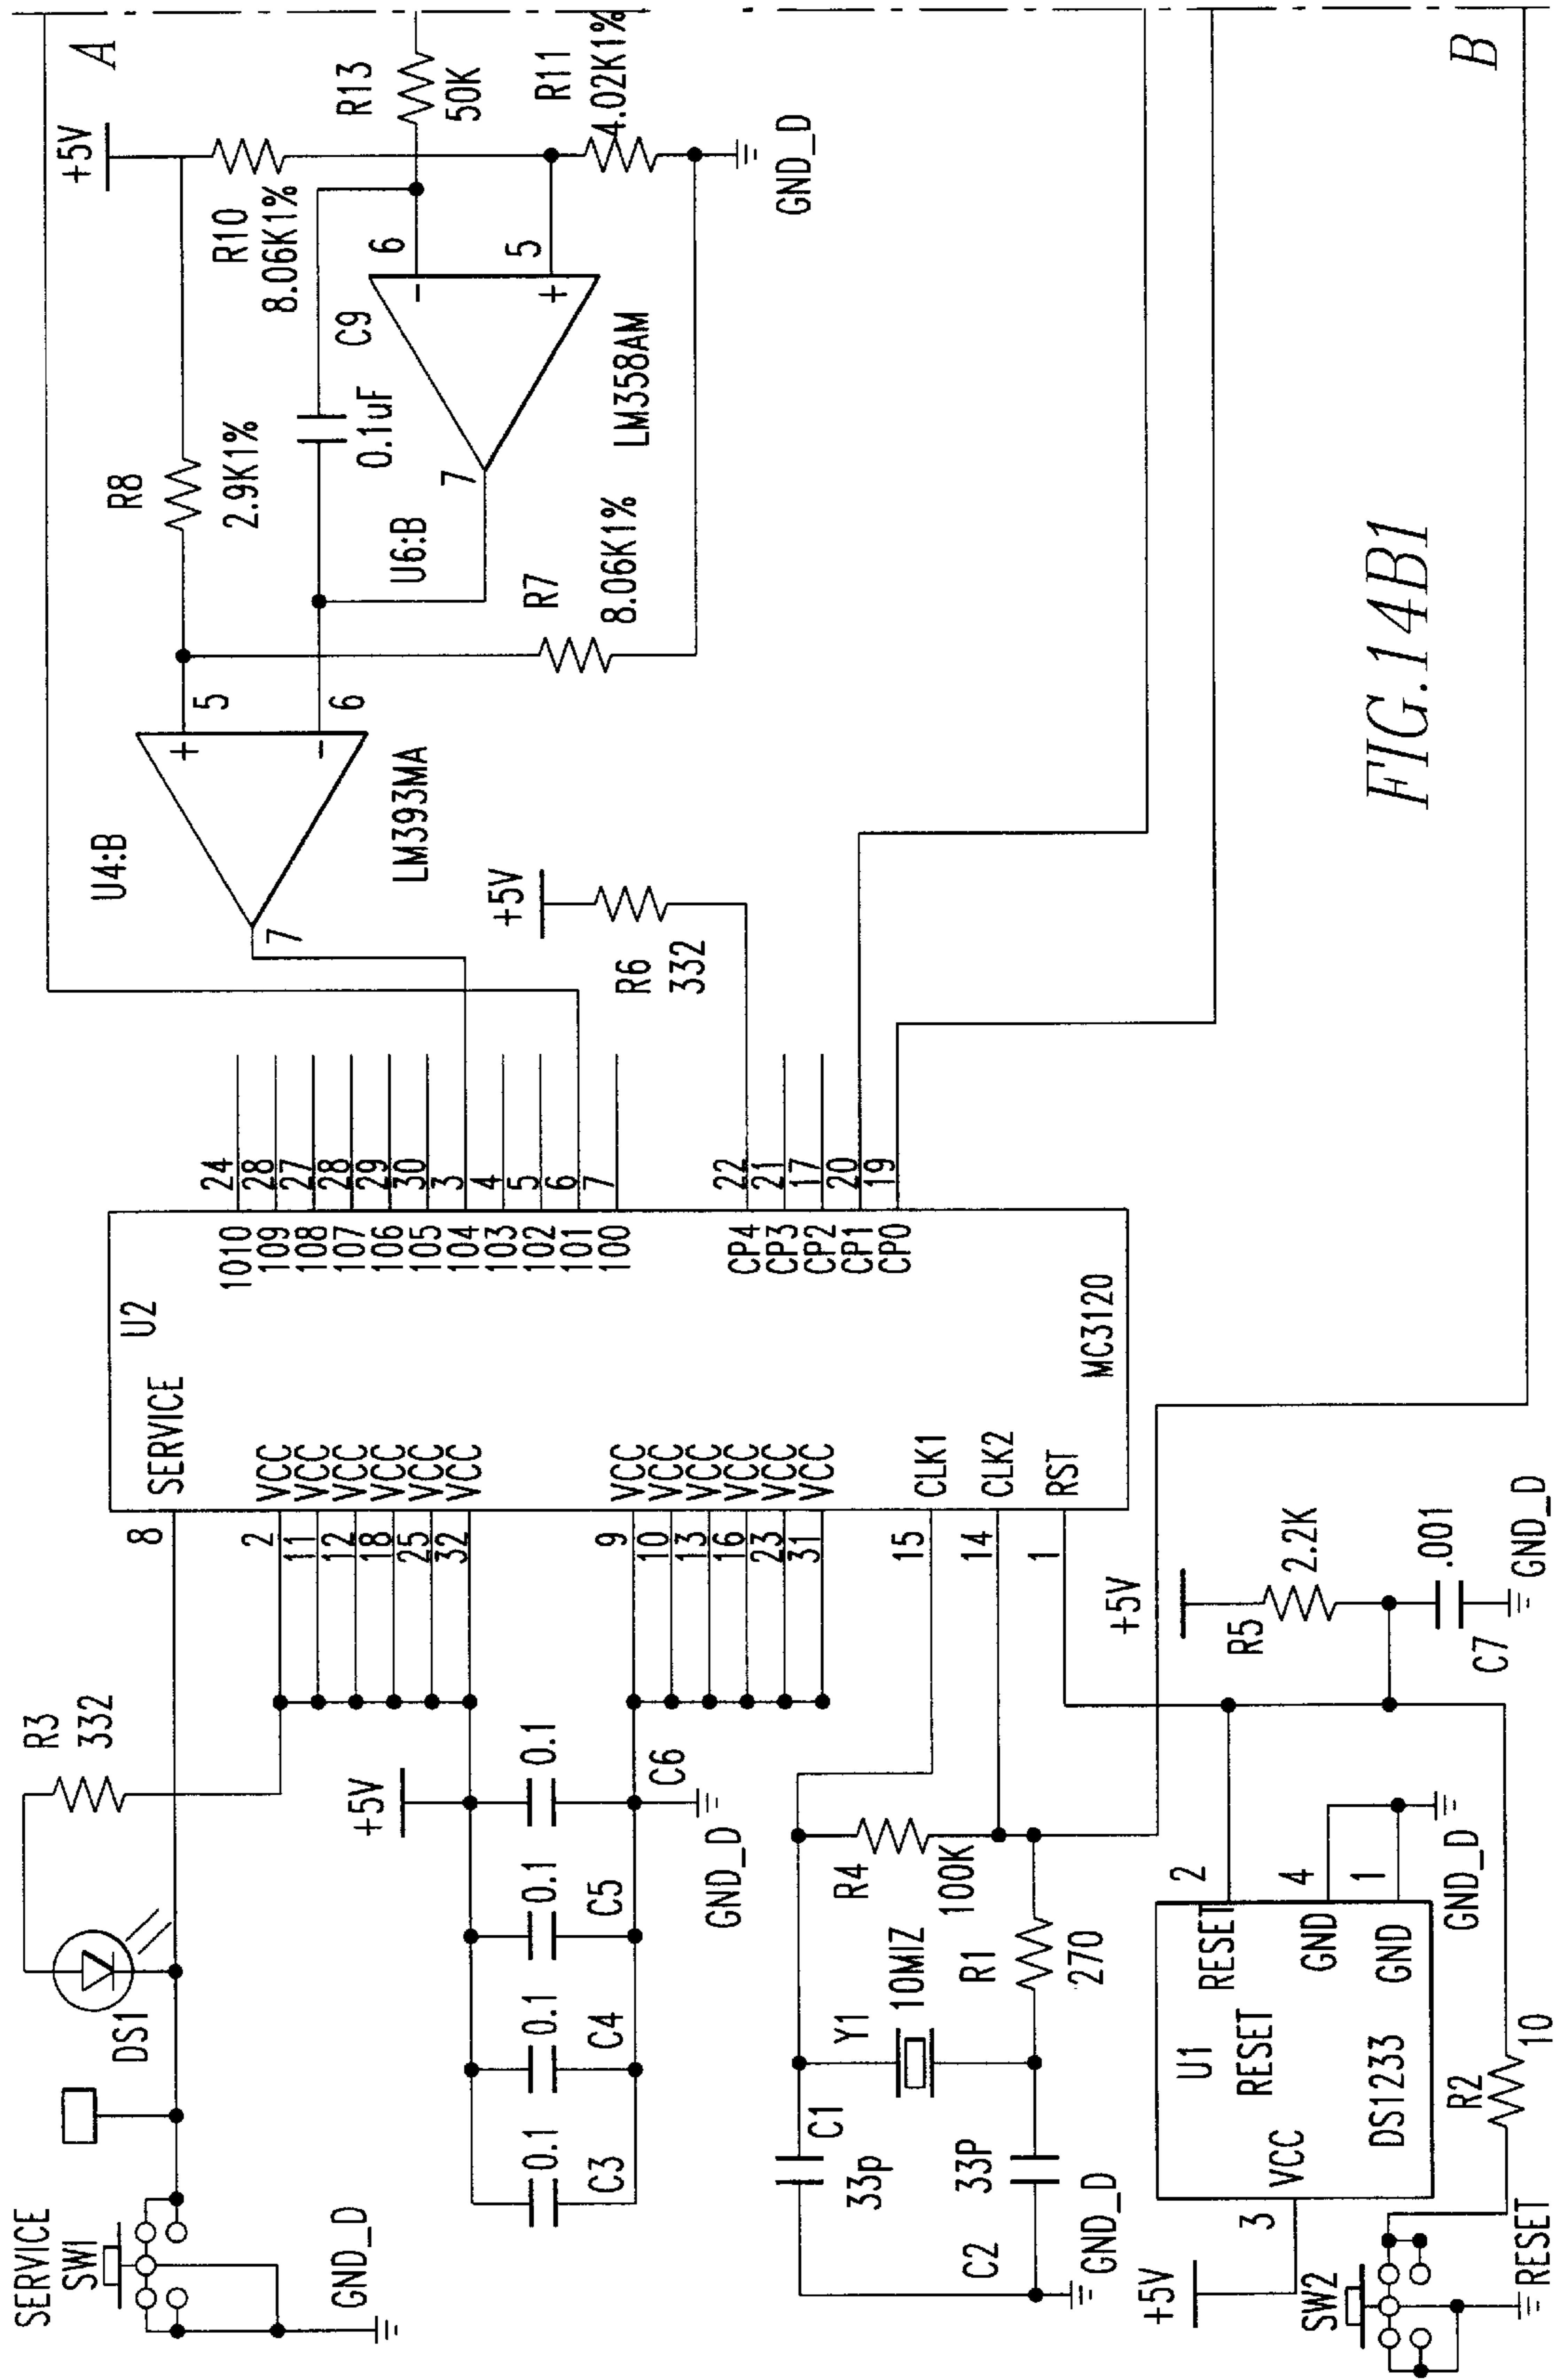 SERVICE
SW1
GND_D
DS1
R3
332
+5V
0.1
C3
0.1
C4
0.1
C5
0.1
C6
GND_D
8
2
11
12
18
25
32
9
10
13
16
23
31
15
14
1
U2
SERVICE
VCC
VCC
VCC
VCC
VCC
VCC
VCC
VCC
VCC
VCC
VCC
VCC
CLK1
CLK2
RST
MC3120
1010
109
108
107
106
105
104
103
102
101
100
CP4
CP3
CP2
CP1
CP0
24
28
27
28
29
30
3
4
5
6
7
22
21
17
20
19
C1
33p
33P
C2
GND_D
Y1
10MIZ
R4
100K
R1
270
+5V
3
U1
VCC
RESET
RESET
GND
GND
DS1233
2
4
1
GND_D
SW2
RESET
R2
10
+5V
R5
2.2K
C7
.001
GND_D
U4:B
7
+
5
-
6
LM393MA
+5V
R6
332
R8
2.9K1%
C9
0.1uF
U6:B
7
-
6
+
5
LM358AM
R7
8.06K1%
+5V
R10
8.06K1%
R13
50K
R11
4.02K1%
GND_D
A
B
FIG.14B1